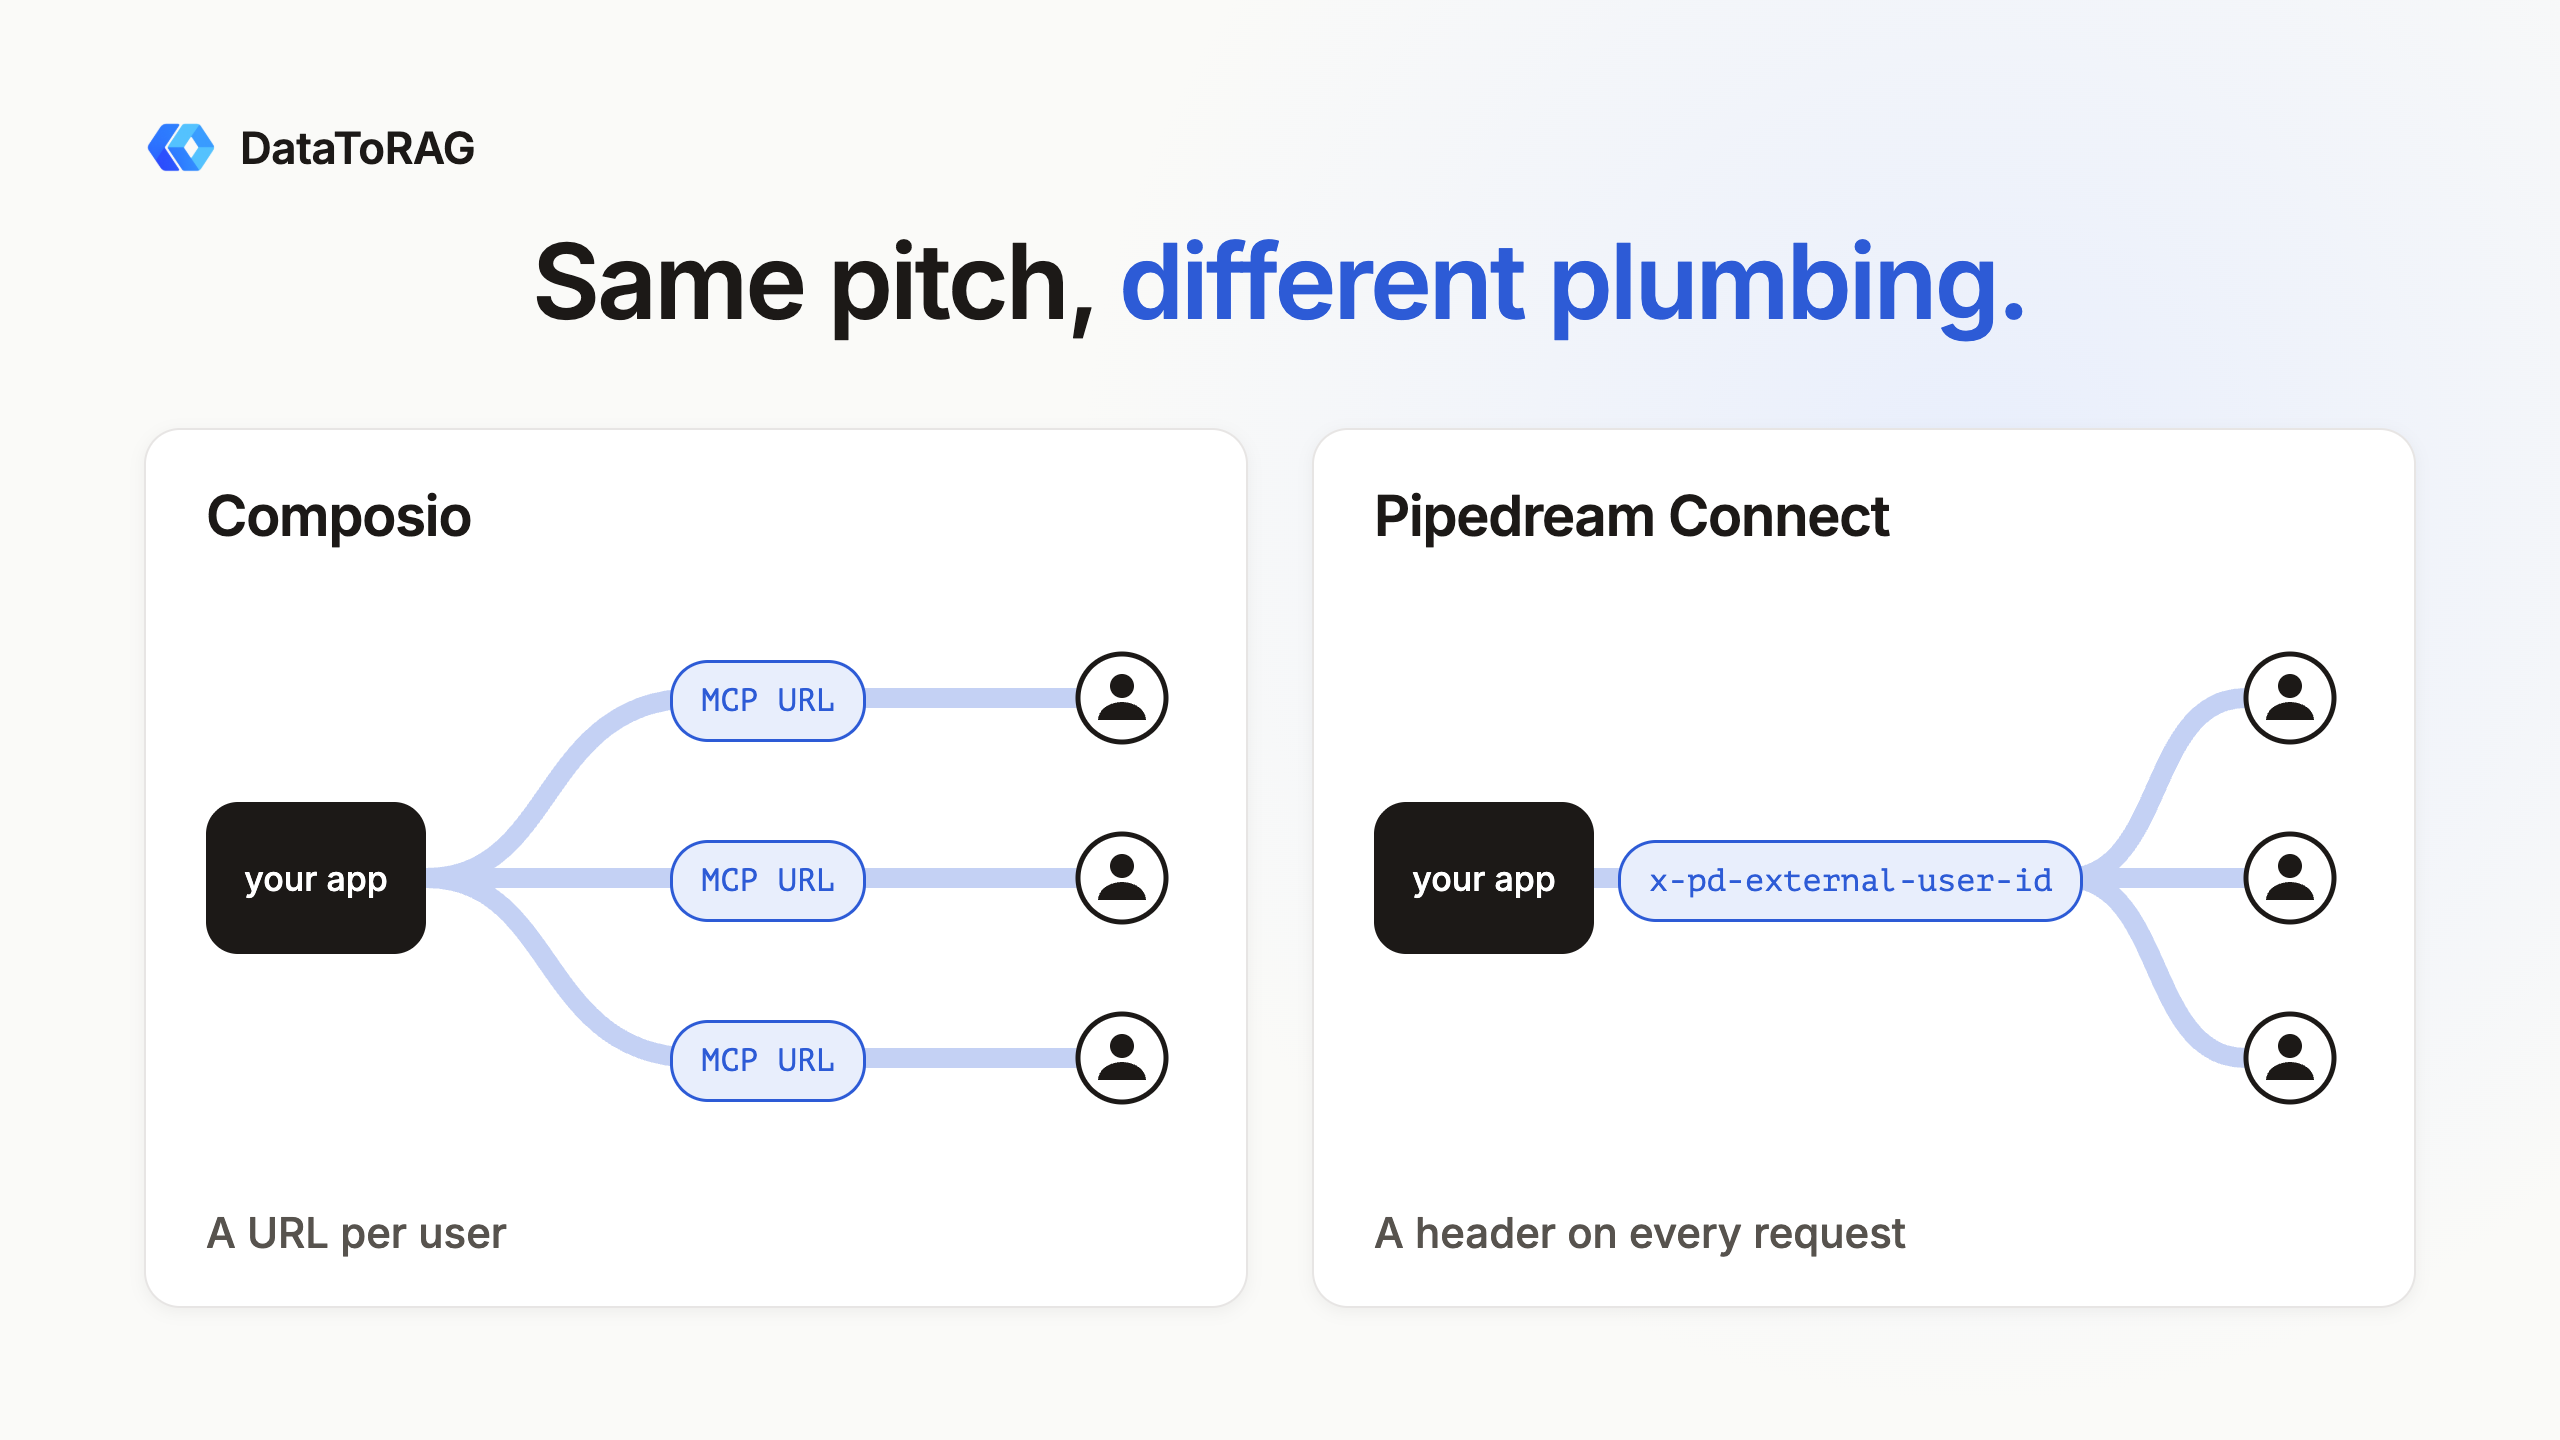 DataToRAG
Same pitch, different plumbing.
Composio
your app
MCP URL
MCP URL
MCP URL
A URL per user
Pipedream Connect
your app
x-pd-external-user-id
A header on every request